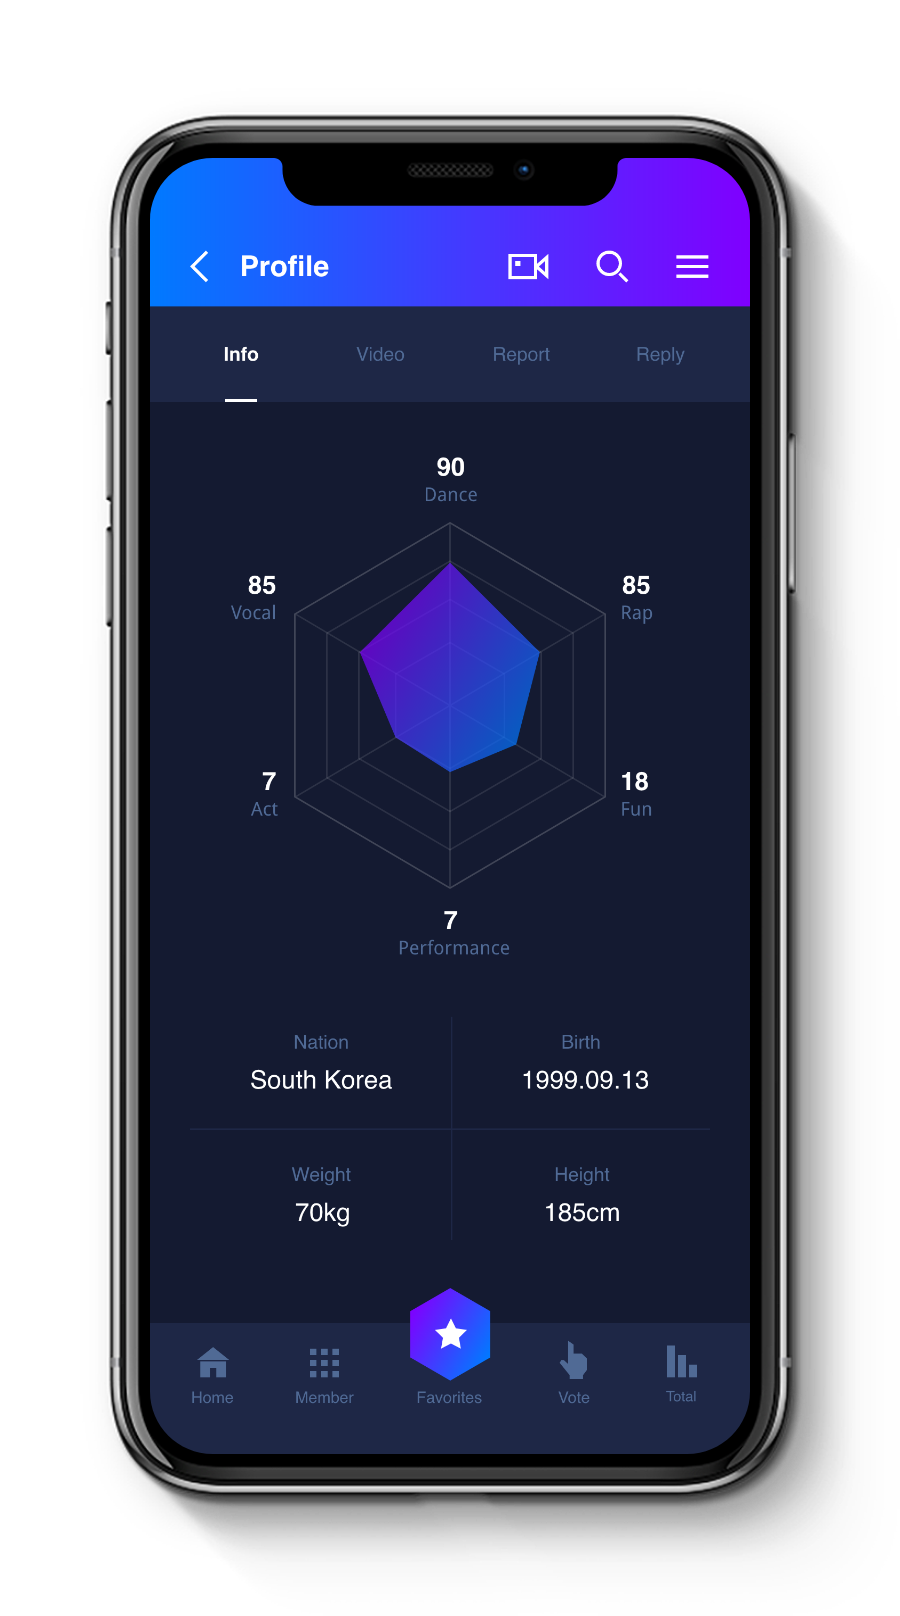 Profile
Info Video Report Reply
90
Dance
85
Vocal
85
Rap
7
Act
18
Fun
7
Performance
Nation
South Korea
Birth
1999.09.13
Weight
70kg
Height
185cm
Home Member Favorites Vote Total